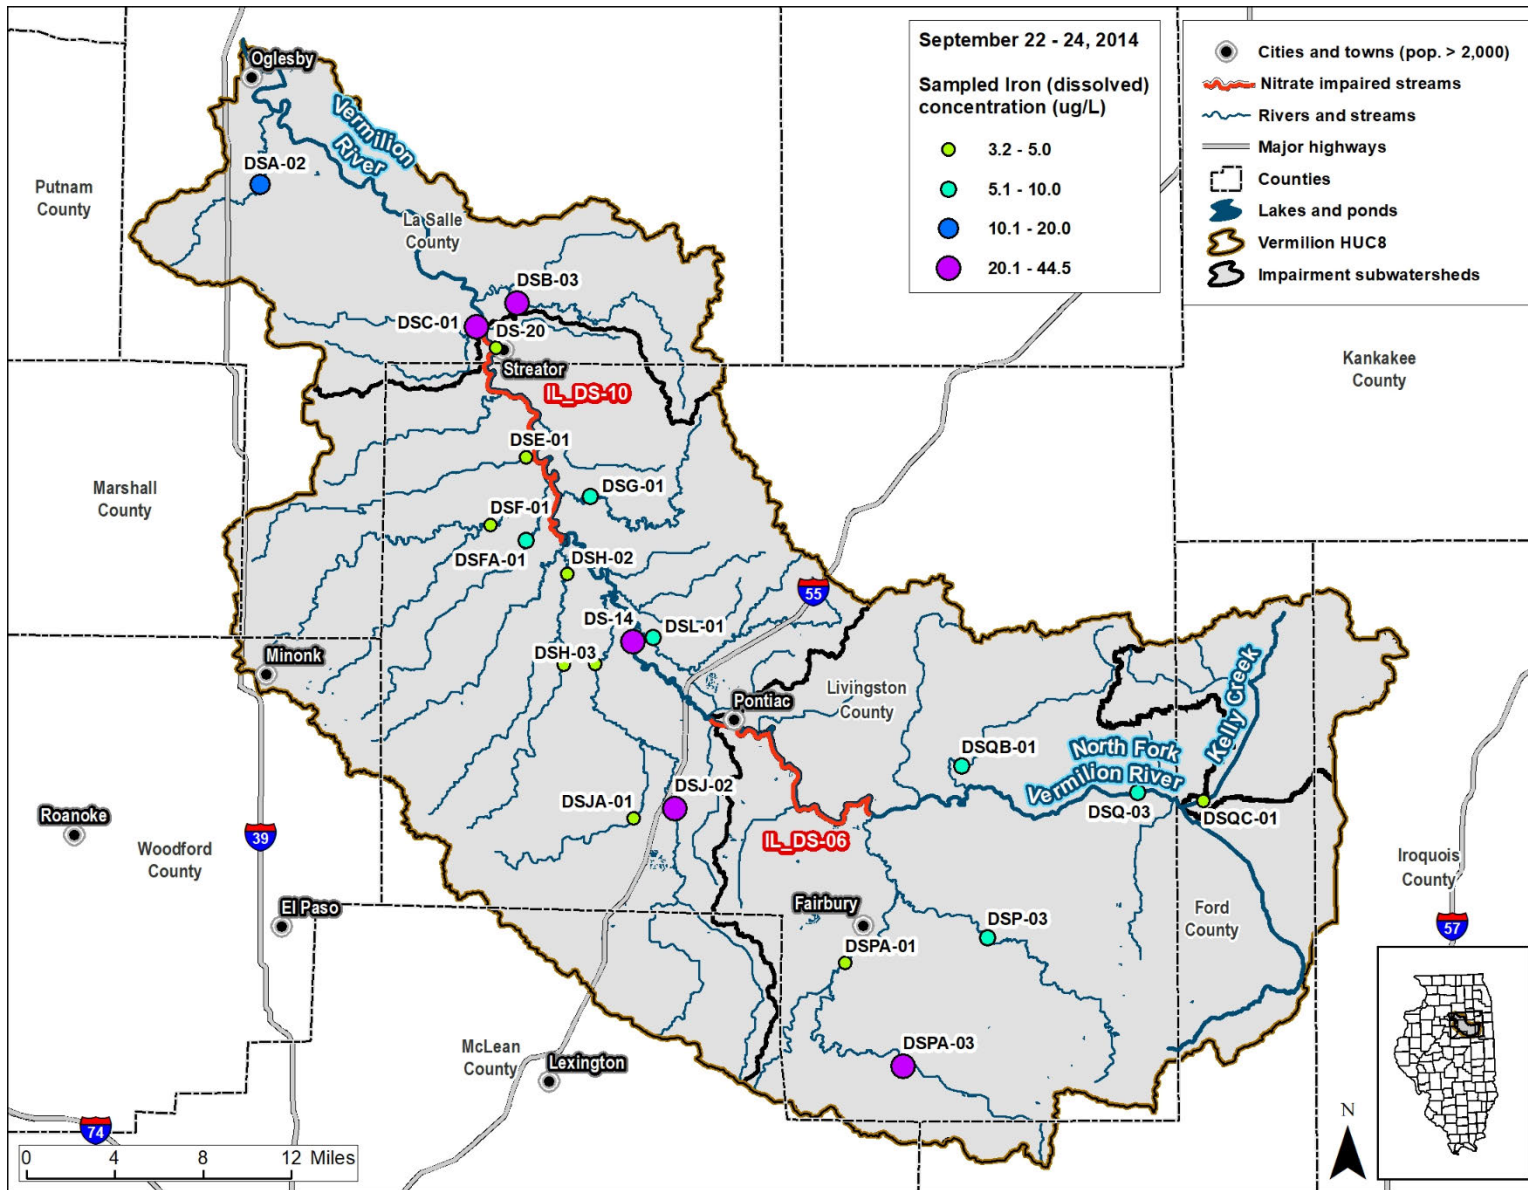 September 22 - 24, 2014
Sampled Iron (dissolved)
concentration (ug/L)
3.2 - 5.0
5.1 - 10.0
10.1 - 20.0
20.1 - 44.5
Cities and towns (pop. > 2,000)
Nitrate impaired streams
Rivers and streams
Major highways
Counties
Lakes and ponds
Vermilion HUC8
Impairment subwatersheds
Oglesby
Vermilion
River
DSA-02
Putnam
County
La Salle
County
DSB-03
DSC-01
DS-20
Streator
Kankakee
County
IL_DS-10
DSE-01
Marshall
County
DSG-01
DSF-01
DSFA-01
DSH-02
55
DS-14
DSL-01
DSH-03
Minonk
Livingston
County
Pontiac
Kelly Creek
North Fork
Vermilion River
DSQB-01
DSJ-02
DSJA-01
DSQ-03
DSQC-01
Roanoke
39
Woodford
County
IL_DS-06
Iroquois
County
El Paso
Fairbury
Ford
County
57
DSP-03
DSPA-01
DSPA-03
McLean
County
Lexington
74
N
0 4 8 12 Miles